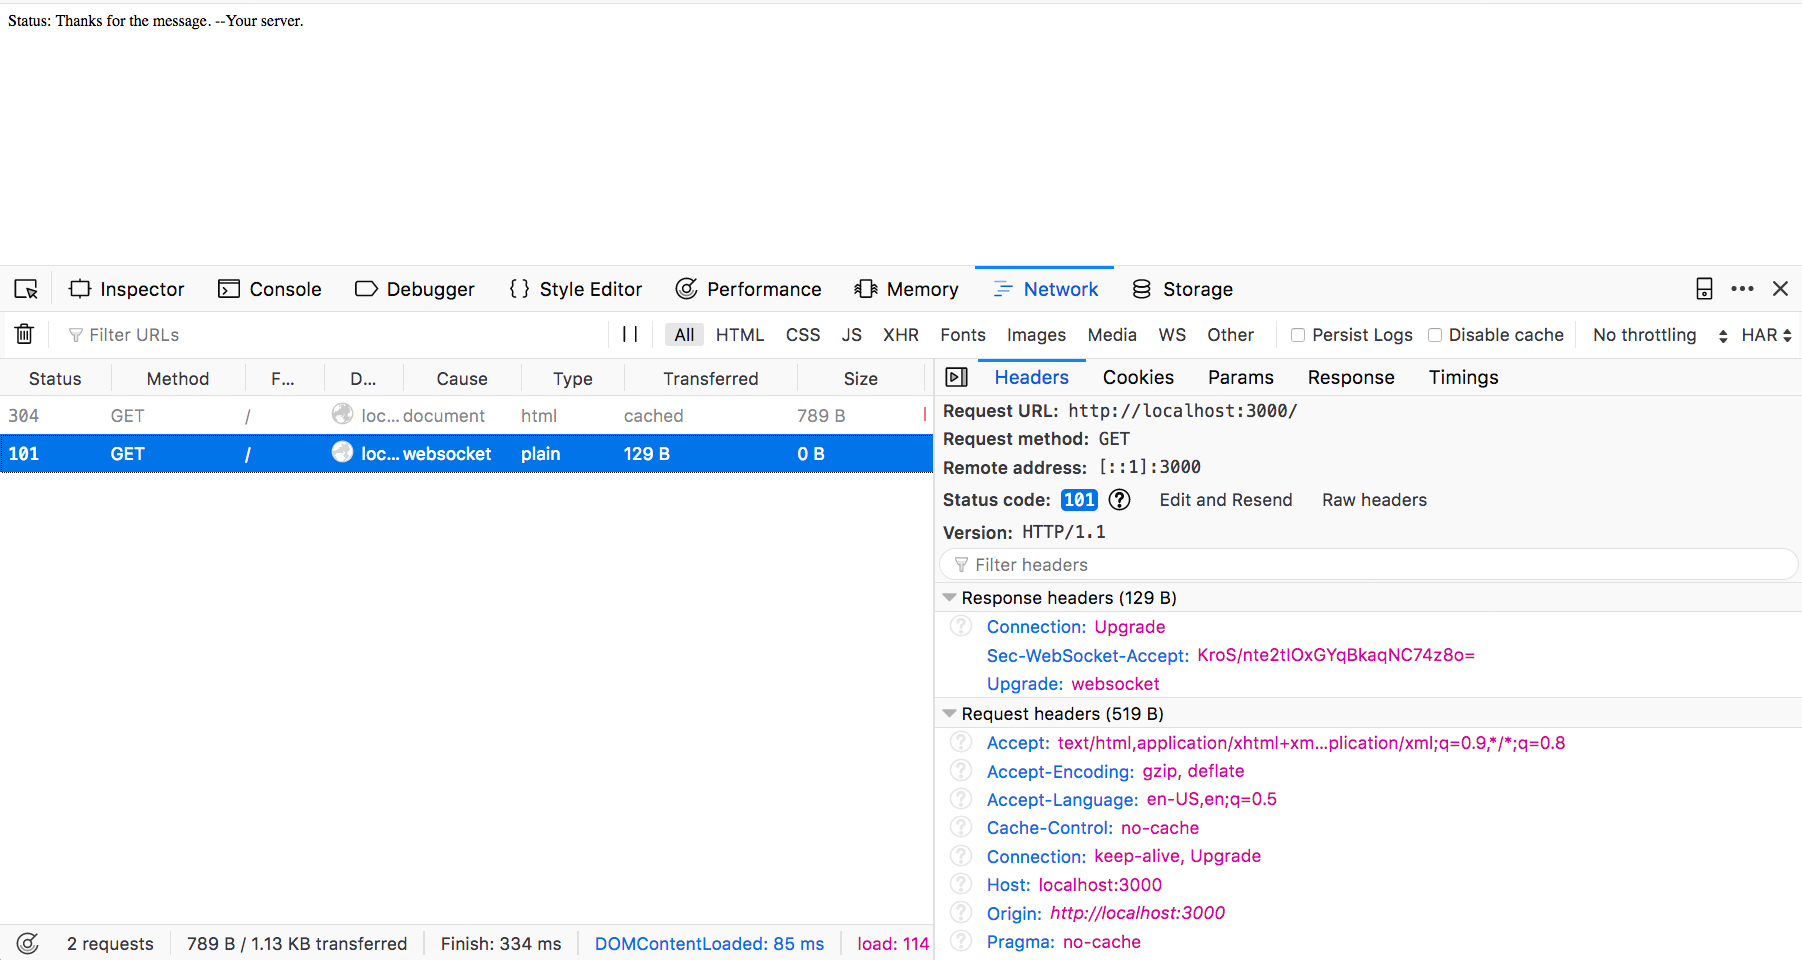 Status: Thanks for the message. --Your server.
Inspector Console Debugger Style Editor Performance Memory Network Storage
Filter URLs All HTML CSS JS XHR Fonts Images Media WS Other Persist Logs Disable cache No throttling HAR
Status Method F... D... Cause Type Transferred Size
304 GET / loc... document html cached 789 B
101 GET / loc... websocket plain 129 B 0 B
2 requests 789 B / 1.13 KB transferred Finish: 334 ms DOMContentLoaded: 85 ms load: 114
Headers Cookies Params Response Timings
Request URL: http://localhost:3000/
Request method: GET
Remote address: [::1]:3000
Status code: 101 ? Edit and Resend Raw headers
Version: HTTP/1.1
Filter headers
Response headers (129 B)
? Connection: Upgrade
Sec-WebSocket-Accept: KroS/nte2tIOxGYqBkaqNC74z8o=
Upgrade: websocket
Request headers (519 B)
? Accept: text/html,application/xhtml+xm...plication/xml;q=0.9,*/*;q=0.8
? Accept-Encoding: gzip, deflate
? Accept-Language: en-US,en;q=0.5
? Cache-Control: no-cache
? Connection: keep-alive, Upgrade
? Host: localhost:3000
? Origin: http://localhost:3000
? Pragma: no-cache